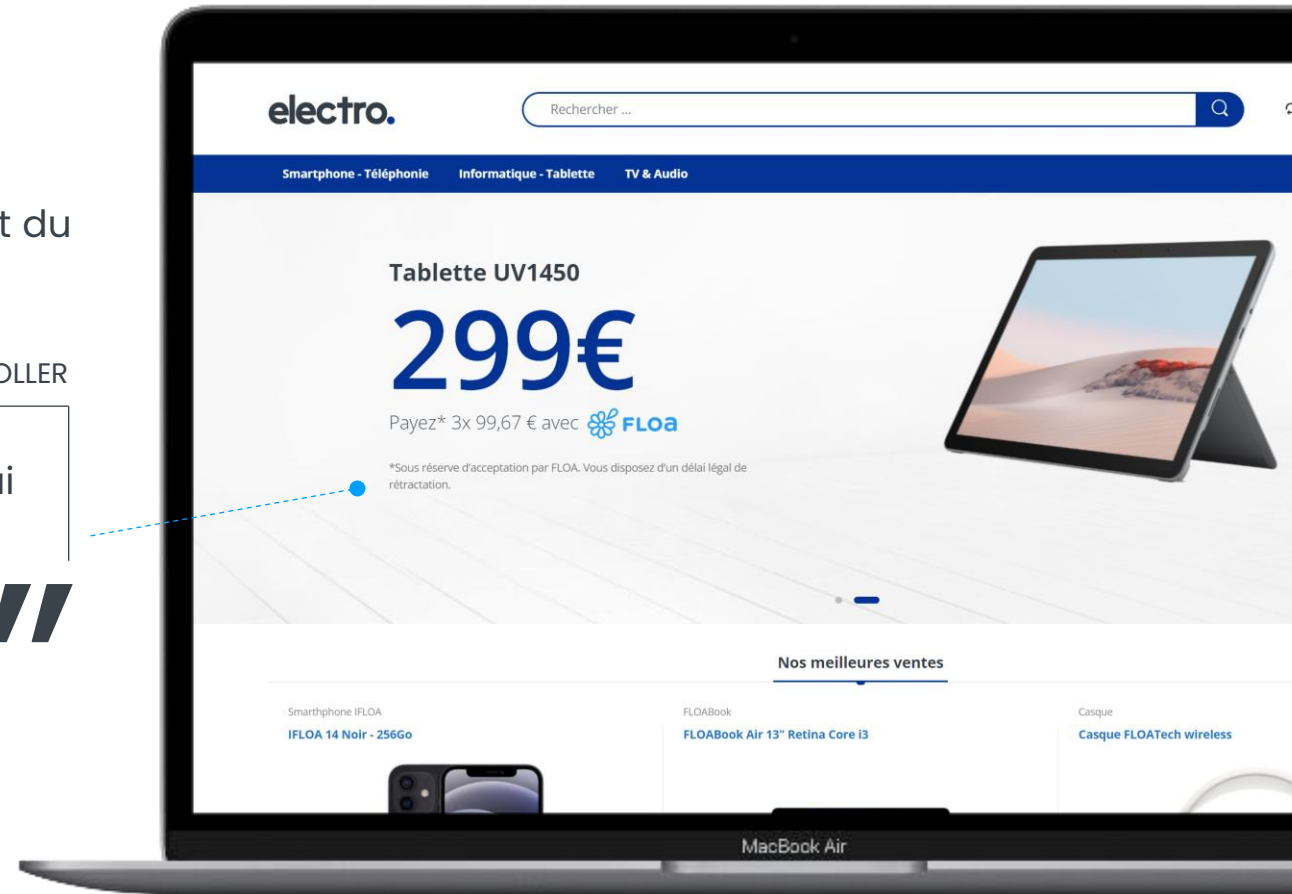 t du
OLLER
ui
"
electro.
Rechercher ...
Smartphone - Téléphonie Informatique - Tablette TV & Audio
Tablette UV1450
299€
Payez* 3x 99,67 € avec FLOa
*Sous réserve d'acceptation par FLOA. Vous disposez d'un délai légal de
rétractation.
Nos meilleures ventes
Smarthphone IFLOA
IFLOA 14 Noir - 256Go
FLOABook
FLOABook Air 13" Retina Core i3
Casque
Casque FLOATech wireless
MacBook Air